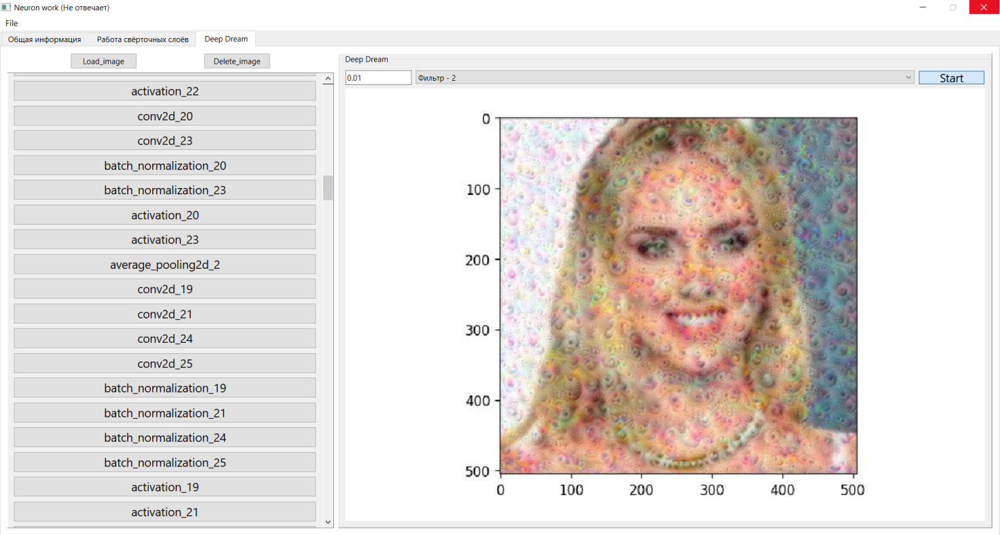 Neuron work (Не отвечает)
File
Общая информация Работа свёрточных слоёв Deep Dream
Load_image Delete_image
activation_22
conv2d_20
conv2d_23
batch_normalization_20
batch_normalization_23
activation_20
activation_23
average_pooling2d_2
conv2d_19
conv2d_21
conv2d_24
conv2d_25
batch_normalization_19
batch_normalization_21
batch_normalization_24
batch_normalization_25
activation_19
activation_21
Deep Dream
0.01 Фильтр - 2 Start
0
100
200
300
400
500
0 100 200 300 400 500